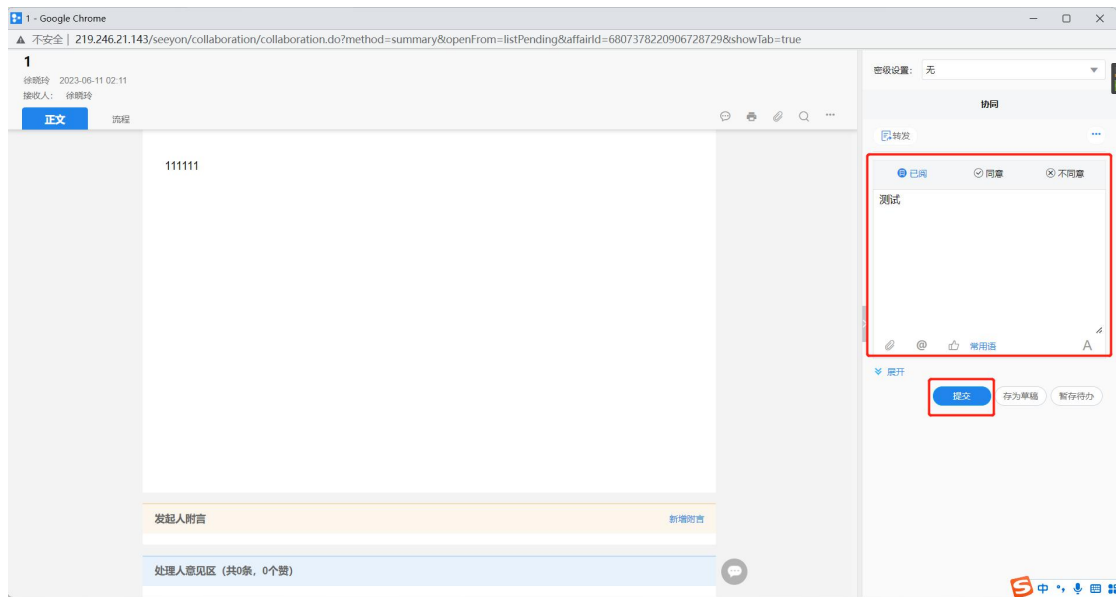 1 - Google Chrome
不安全 | 219.246.21.143/seeyon/collaboration/collaboration.do?method=summary&openFrom=listPending&affairId=6807378220906728729&showTab=true
1
徐晓玲 2023-06-11 02:11
接收人: 徐晓玲
正文 流程
111111
发起人附言 新增附言
处理人意见区（共0条, 0个赞）
密级设置: 无
协同
转发
已阅 同意 不同意
测试
@ 常用语 A
展开
提交 存为草稿 暂存待办
中